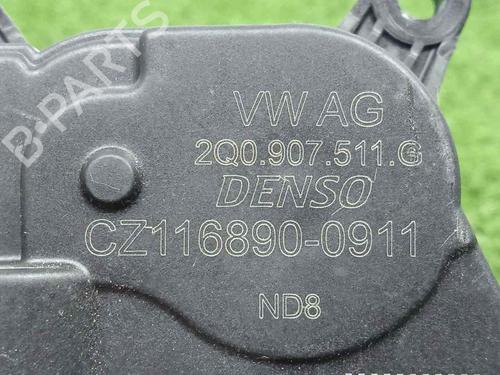 B-PARTS
VW AG
2Q0.907.511.G
DENSO
CZ116890-0911
ND8